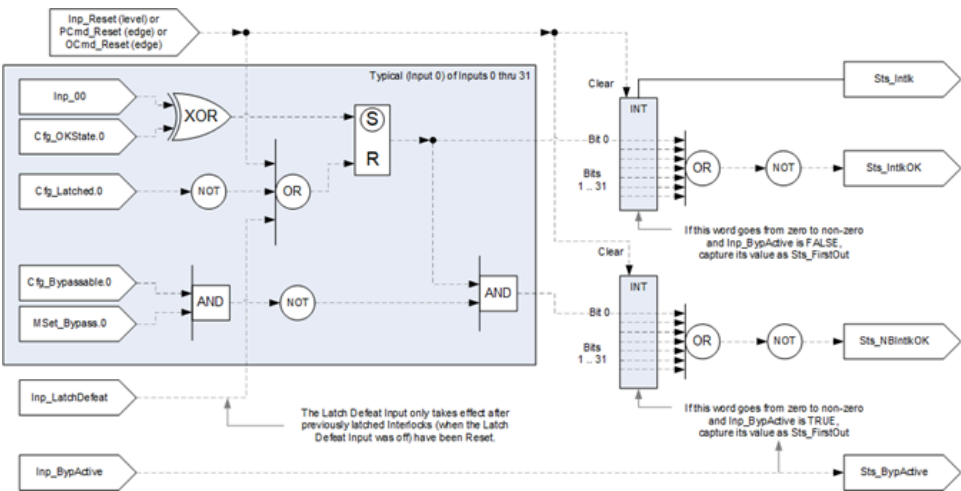 Inp_Reset (level) or
PCmd_Reset (edge) or
OCmd_Reset (edge)
Typical (Input 0) of Inputs 0 thru 31
Inp_00
Cfg_OKState.0
XOR
S
R
Cfg_Latched.0
NOT
OR
Cfg_Bypassable.0
MSet_Bypass.0
AND
NOT
AND
Clear
INT
Bit 0
Bits
1 .. 31
OR
NOT
Sts_Intlk
Sts_IntlkOK
If this word goes from zero to non-zero
and Inp_BypActive is FALSE,
capture its value as Sts_FirstOut
Clear
INT
Bit 0
Bits
1 .. 31
OR
NOT
Sts_NBIntlkOK
If this word goes from zero to non-zero
and Inp_BypActive is TRUE,
capture its value as Sts_FirstOut
Inp_LatchDefeat
The Latch Defeat Input only takes effect after
previously latched Interlocks (when the Latch
Defeat Input was off) have been Reset.
Inp_BypActive
Sts_BypActive